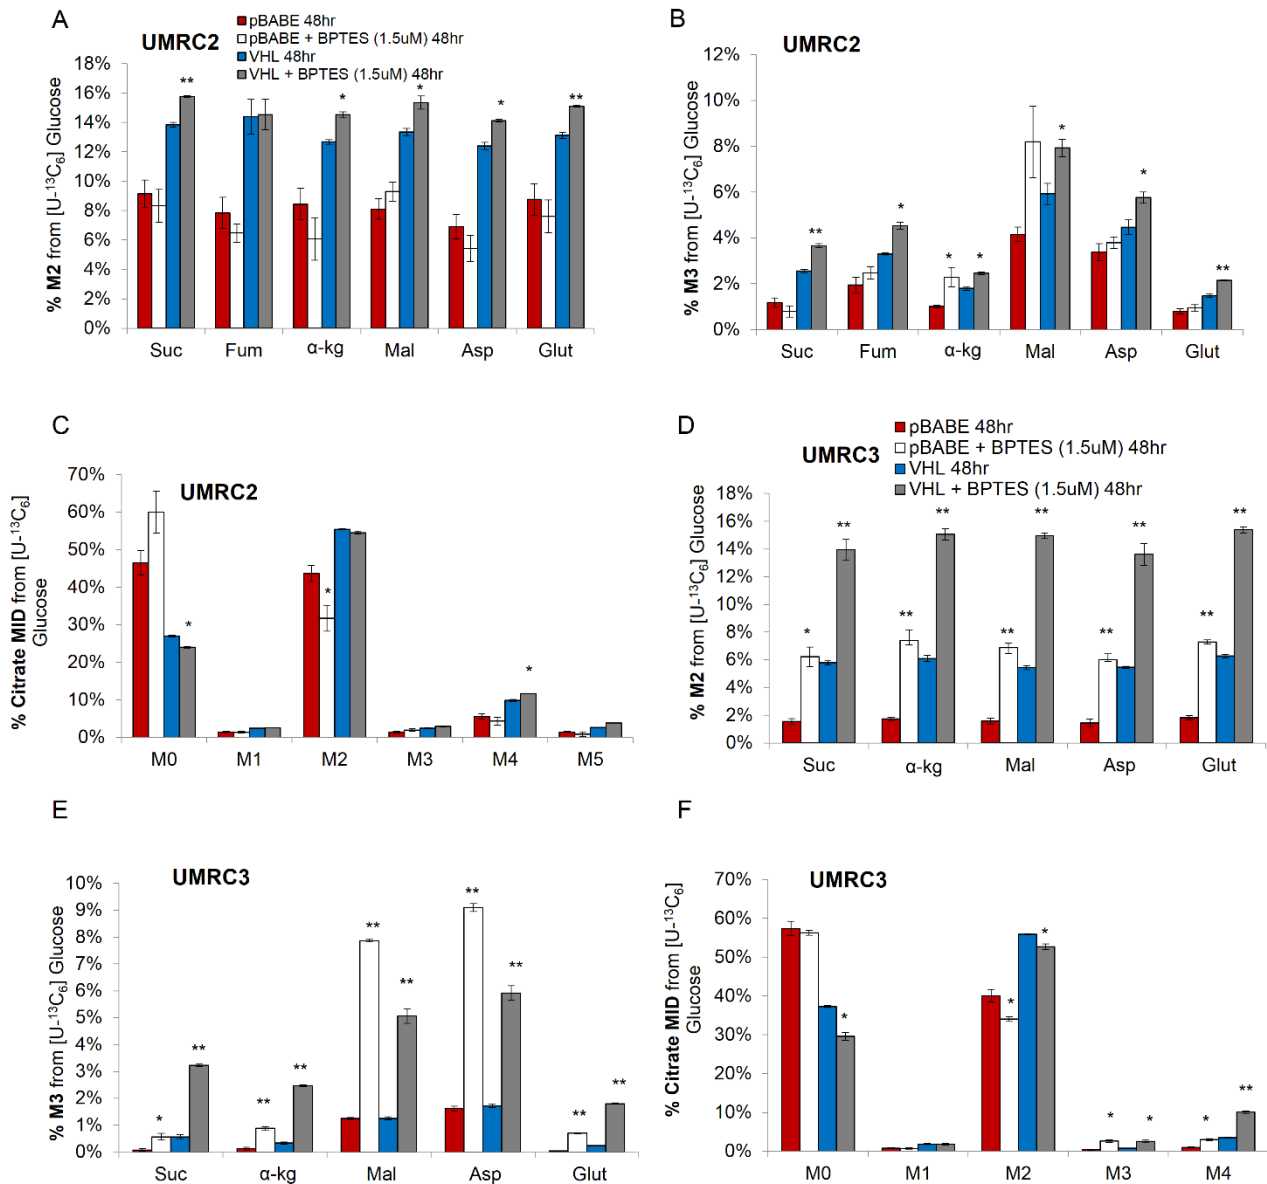 A
UMRC2
pBABE 48hr
pBABE + BPTES (1.5uM) 48hr
VHL 48hr
VHL + BPTES (1.5uM) 48hr
% M2 from [U-¹³C₆] Glucose
18%
16%
14%
12%
10%
8%
6%
4%
2%
0%
** * * * **
Suc Fum α-kg Mal Asp Glut
B
UMRC2
% M3 from [U-¹³C₆] Glucose
12%
10%
8%
6%
4%
2%
0%
** * * * * * **
Suc Fum α-kg Mal Asp Glut
C
UMRC2
% Citrate MID from [U-¹³C₆]
Glucose
70%
60%
50%
40%
30%
20%
10%
0%
* * *
M0 M1 M2 M3 M4 M5
D
UMRC3
pBABE 48hr
pBABE + BPTES (1.5uM) 48hr
VHL 48hr
VHL + BPTES (1.5uM) 48hr
% M2 from [U-¹³C₆] Glucose
18%
16%
14%
12%
10%
8%
6%
4%
2%
0%
* ** ** ** ** ** ** ** ** **
Suc α-kg Mal Asp Glut
E
UMRC3
% M3 from [U-¹³C₆] Glucose
10%
9%
8%
7%
6%
5%
4%
3%
2%
1%
0%
* ** ** ** ** ** ** ** ** **
Suc α-kg Mal Asp Glut
F
UMRC3
% Citrate MID from [U-¹³C₆]
Glucose
70%
60%
50%
40%
30%
20%
10%
0%
* * * * * * **
M0 M1 M2 M3 M4